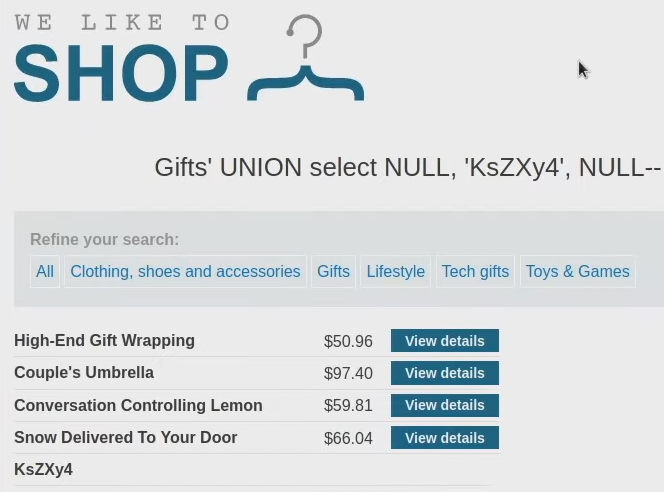 WE LIKE TO
SHOP
Gifts' UNION select NULL, 'KsZXy4', NULL--
Refine your search:
All Clothing, shoes and accessories Gifts Lifestyle Tech gifts Toys & Games
High-End Gift Wrapping $50.96 View details
Couple's Umbrella $97.40 View details
Conversation Controlling Lemon $59.81 View details
Snow Delivered To Your Door $66.04 View details
KsZXy4